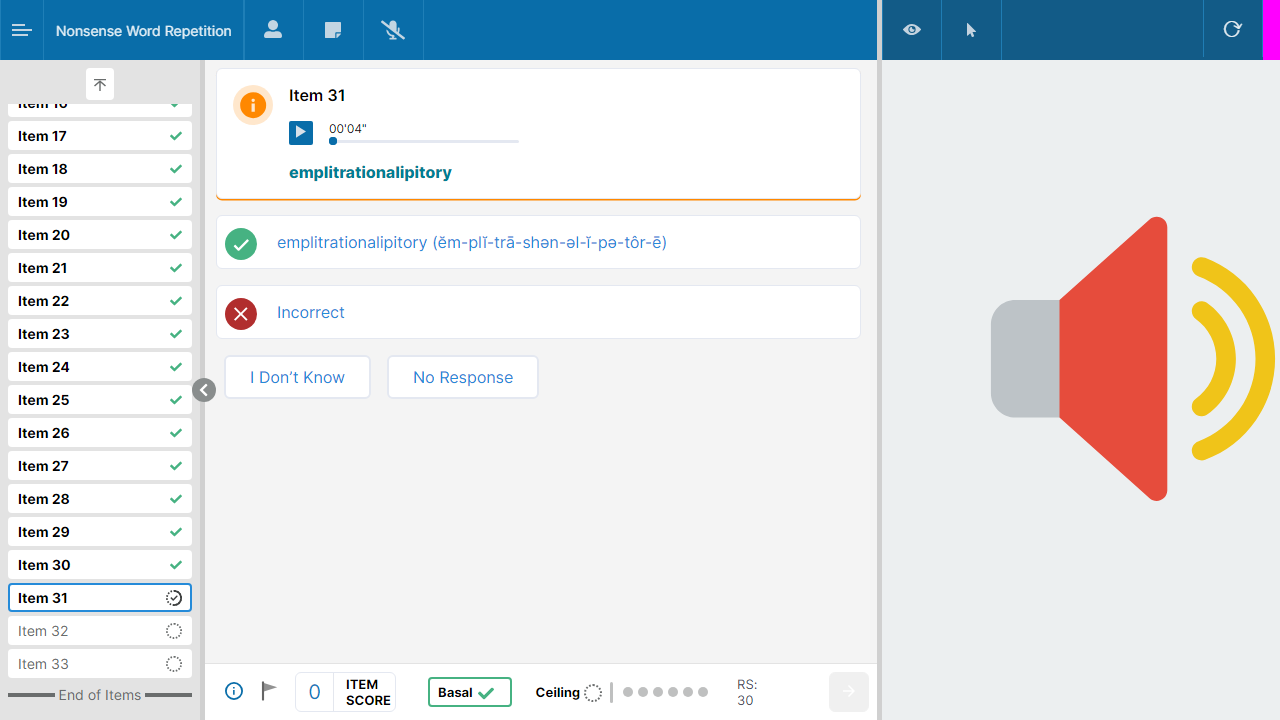 Nonsense Word Repetition
Item 16
Item 17
Item 18
Item 19
Item 20
Item 21
Item 22
Item 23
Item 24
Item 25
Item 26
Item 27
Item 28
Item 29
Item 30
Item 31
Item 32
Item 33
End of Items
Item 31
00'04"
emplitrationalipitory
emplitrationalipitory (ĕm-plĭ-trā-shən-əl-ĭ-pə-tôr-ē)
Incorrect
I Don’t Know
No Response
0
ITEM
SCORE
Basal
Ceiling
RS:
30